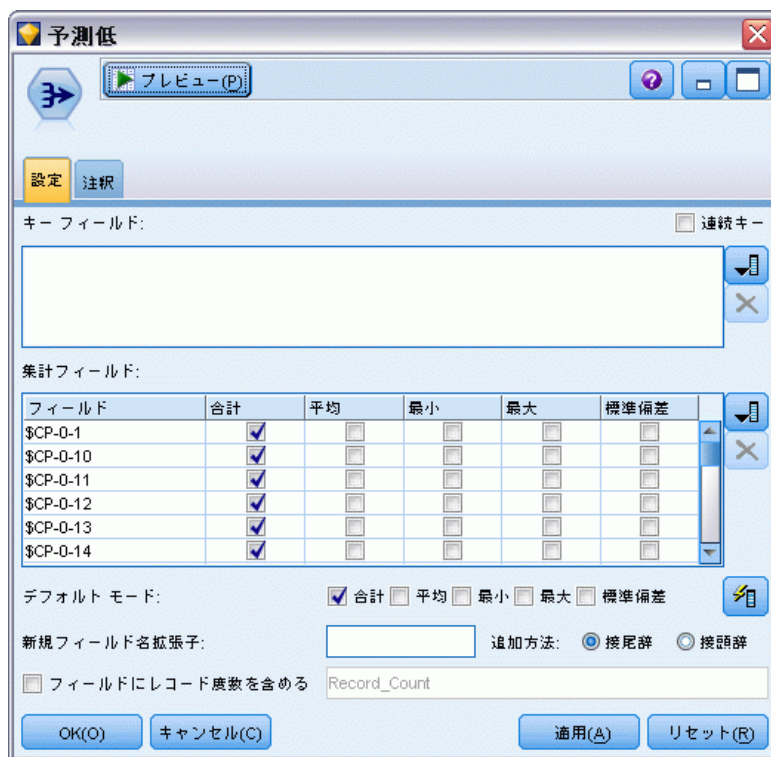 予測低
プレビュー(P)
設定 注釈
キー フィールド: 連続キー
集計フィールド:
フィールド 合計 平均 最小 最大 標準偏差
$CP-0-1
$CP-0-10
$CP-0-11
$CP-0-12
$CP-0-13
$CP-0-14
デフォルト モード: 合計 平均 最小 最大 標準偏差
新規フィールド名拡張子: 追加方法: 接尾辞 接頭辞
フィールドにレコード度数を含める Record_Count
OK(O) キャンセル(C) 適用(A) リセット(R)